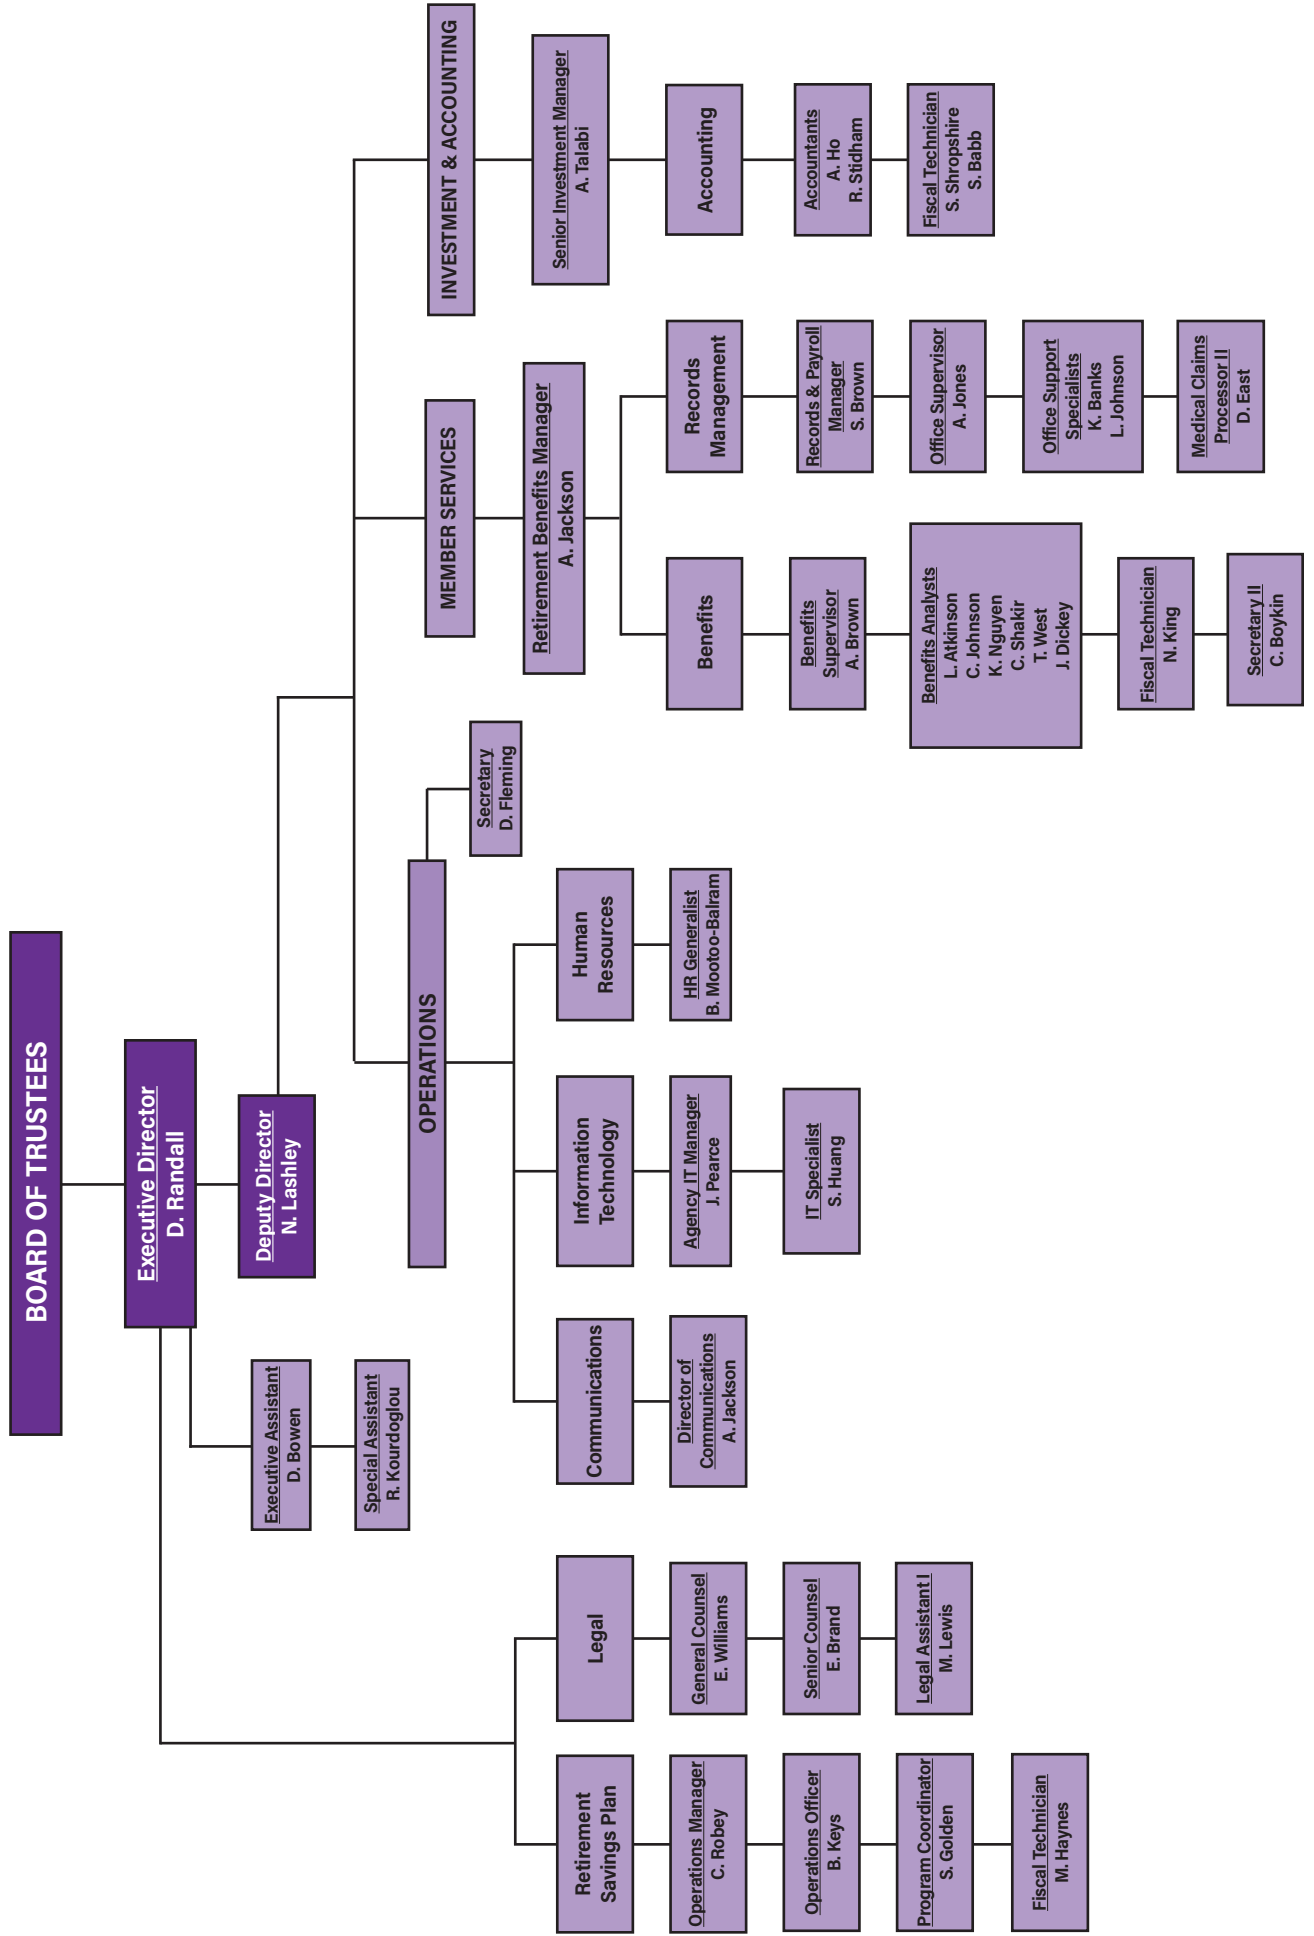 BOARD OF TRUSTEES
Executive Director
D. Randall
Deputy Director
N. Lashley
Executive Assistant
D. Bowen
Special Assistant
R. Kourdoglou
Retirement
Savings Plan
Operations Manager
C. Robey
Operations Officer
B. Keys
Program Coordinator
S. Golden
Fiscal Technician
M. Haynes
Legal
General Counsel
E. Williams
Senior Counsel
E. Brand
Legal Assistant I
M. Lewis
OPERATIONS
Secretary
D. Fleming
Communications
Director of
Communications
A. Jackson
Information
Technology
Agency IT Manager
J. Pearce
IT Specialist
S. Huang
Human
Resources
HR Generalist
B. Mootoo-Balram
MEMBER SERVICES
Retirement Benefits Manager
A. Jackson
Benefits
Benefits
Supervisor
A. Brown
Benefits Analysts
L. Atkinson
C. Johnson
K. Nguyen
C. Shakir
T. West
J. Dickey
Fiscal Technician
N. King
Secretary II
C. Boykin
Records
Management
Records & Payroll
Manager
S. Brown
Office Supervisor
A. Jones
Office Support
Specialists
K. Banks
L. Johnson
Medical Claims
Processor II
D. East
INVESTMENT & ACCOUNTING
Senior Investment Manager
A. Talabi
Accounting
Accountants
A. Ho
R. Stidham
Fiscal Technician
S. Shropshire
S. Babb